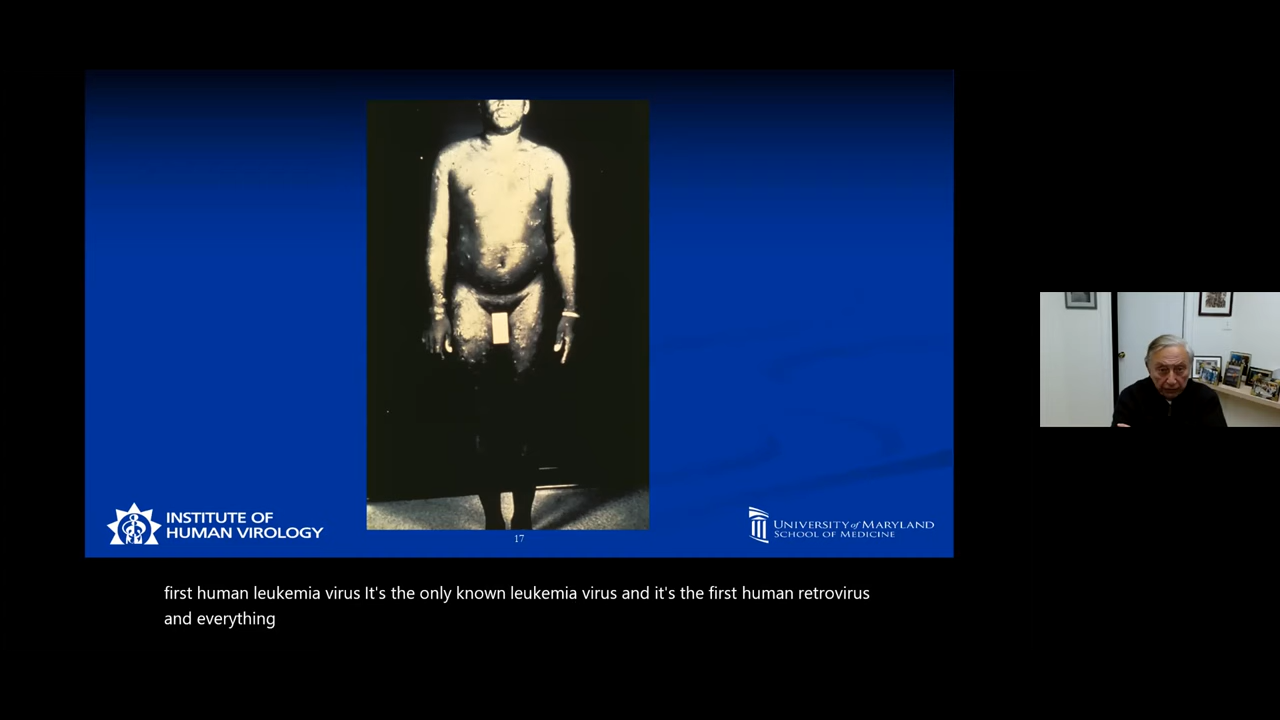 INSTITUTE OF
HUMAN VIROLOGY
17
UNIVERSITY of MARYLAND
SCHOOL OF MEDICINE
first human leukemia virus It's the only known leukemia virus and it's the first human retrovirus
and everything